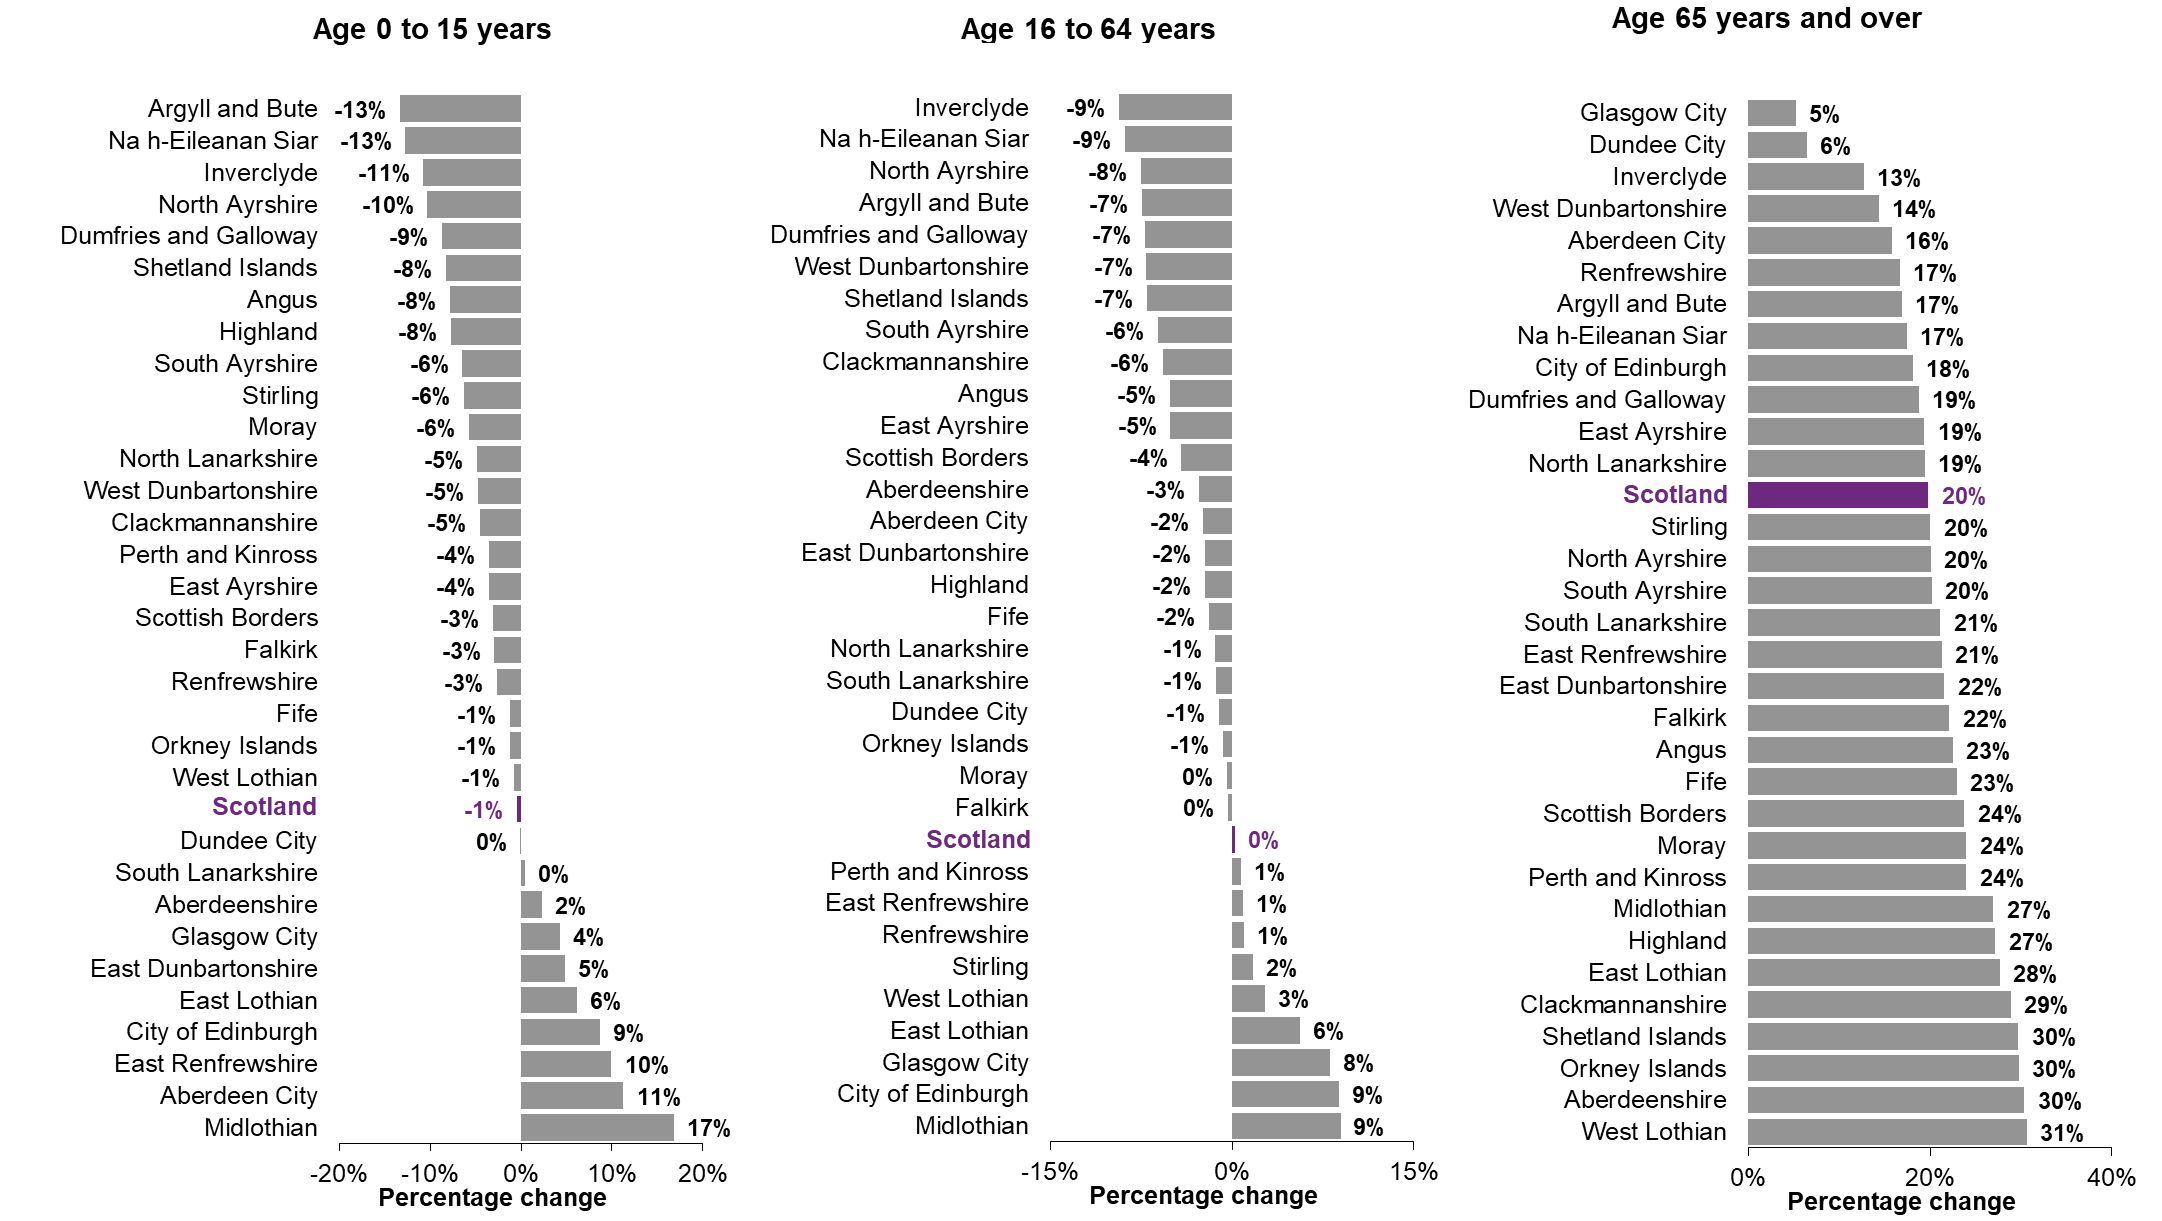 Age 0 to 15 years
Argyll and Bute -13%
Na h-Eileanan Siar -13%
Inverclyde -11%
North Ayrshire -10%
Dumfries and Galloway -9%
Shetland Islands -8%
Angus -8%
Highland -8%
South Ayrshire -6%
Stirling -6%
Moray -6%
North Lanarkshire -5%
West Dunbartonshire -5%
Clackmannanshire -5%
Perth and Kinross -4%
East Ayrshire -4%
Scottish Borders -3%
Falkirk -3%
Renfrewshire -3%
Fife -1%
Orkney Islands -1%
West Lothian -1%
Scotland -1%
Dundee City 0%
South Lanarkshire 0%
Aberdeenshire 2%
Glasgow City 4%
East Dunbartonshire 5%
East Lothian 6%
City of Edinburgh 9%
East Renfrewshire 10%
Aberdeen City 11%
Midlothian 17%
-20% -10% 0% 10% 20%
Percentage change
Age 16 to 64 years
Inverclyde -9%
Na h-Eileanan Siar -9%
North Ayrshire -8%
Argyll and Bute -7%
Dumfries and Galloway -7%
West Dunbartonshire -7%
Shetland Islands -7%
South Ayrshire -6%
Clackmannanshire -6%
Angus -5%
East Ayrshire -5%
Scottish Borders -4%
Aberdeenshire -3%
Aberdeen City -2%
East Dunbartonshire -2%
Highland -2%
Fife -2%
North Lanarkshire -1%
South Lanarkshire -1%
Dundee City -1%
Orkney Islands -1%
Moray 0%
Falkirk 0%
Scotland 0%
Perth and Kinross 1%
East Renfrewshire 1%
Renfrewshire 1%
Stirling 2%
West Lothian 3%
East Lothian 6%
Glasgow City 8%
City of Edinburgh 9%
Midlothian 9%
-15% 0% 15%
Percentage change
Age 65 years and over
Glasgow City 5%
Dundee City 6%
Inverclyde 13%
West Dunbartonshire 14%
Aberdeen City 16%
Renfrewshire 17%
Argyll and Bute 17%
Na h-Eileanan Siar 17%
City of Edinburgh 18%
Dumfries and Galloway 19%
East Ayrshire 19%
North Lanarkshire 19%
Scotland 20%
Stirling 20%
North Ayrshire 20%
South Ayrshire 20%
South Lanarkshire 21%
East Renfrewshire 21%
East Dunbartonshire 22%
Falkirk 22%
Angus 23%
Fife 23%
Scottish Borders 24%
Moray 24%
Perth and Kinross 24%
Midlothian 27%
Highland 27%
East Lothian 28%
Clackmannanshire 29%
Shetland Islands 30%
Orkney Islands 30%
Aberdeenshire 30%
West Lothian 31%
0% 20% 40%
Percentage change